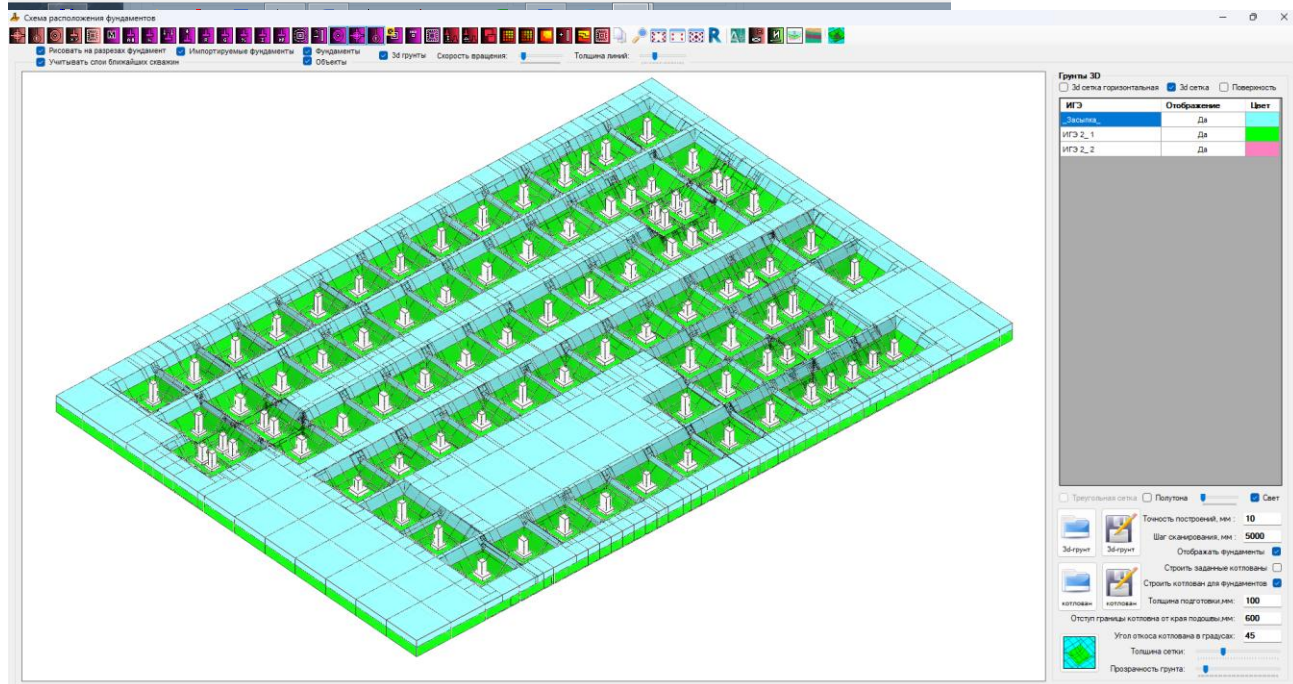 Схема расположения фундаментов
Рисовать на разрезах фундамент
Импортируемые фундаменты
Фундаменты
3d грунты
Скорость вращения:
Толщина линий:
Учитывать слои ближайших скважин
Объекты
Грунты 3D
3d сетка горизонтальная
3d сетка
Поверхность
ИГЭ Отображение Цвет
_Засыпка_ Да
ИГЭ 2_ 1 Да
ИГЭ 2_ 2 Да
Треугольная сетка
Полутона
Свет
Точность построений, мм : 10
Шаг сканирования, мм : 5000
3d-грунт 3d-грунт
Отображать фундаменты
Строить заданные котлованы
Строить котлован для фундаментов
котлован котлован
Толщина подготовки,мм: 100
Отступ границы котловна от края подошвы,мм: 600
Угол откоса котлована в градусах: 45
Толщина сетки:
Прозрачность грунта: